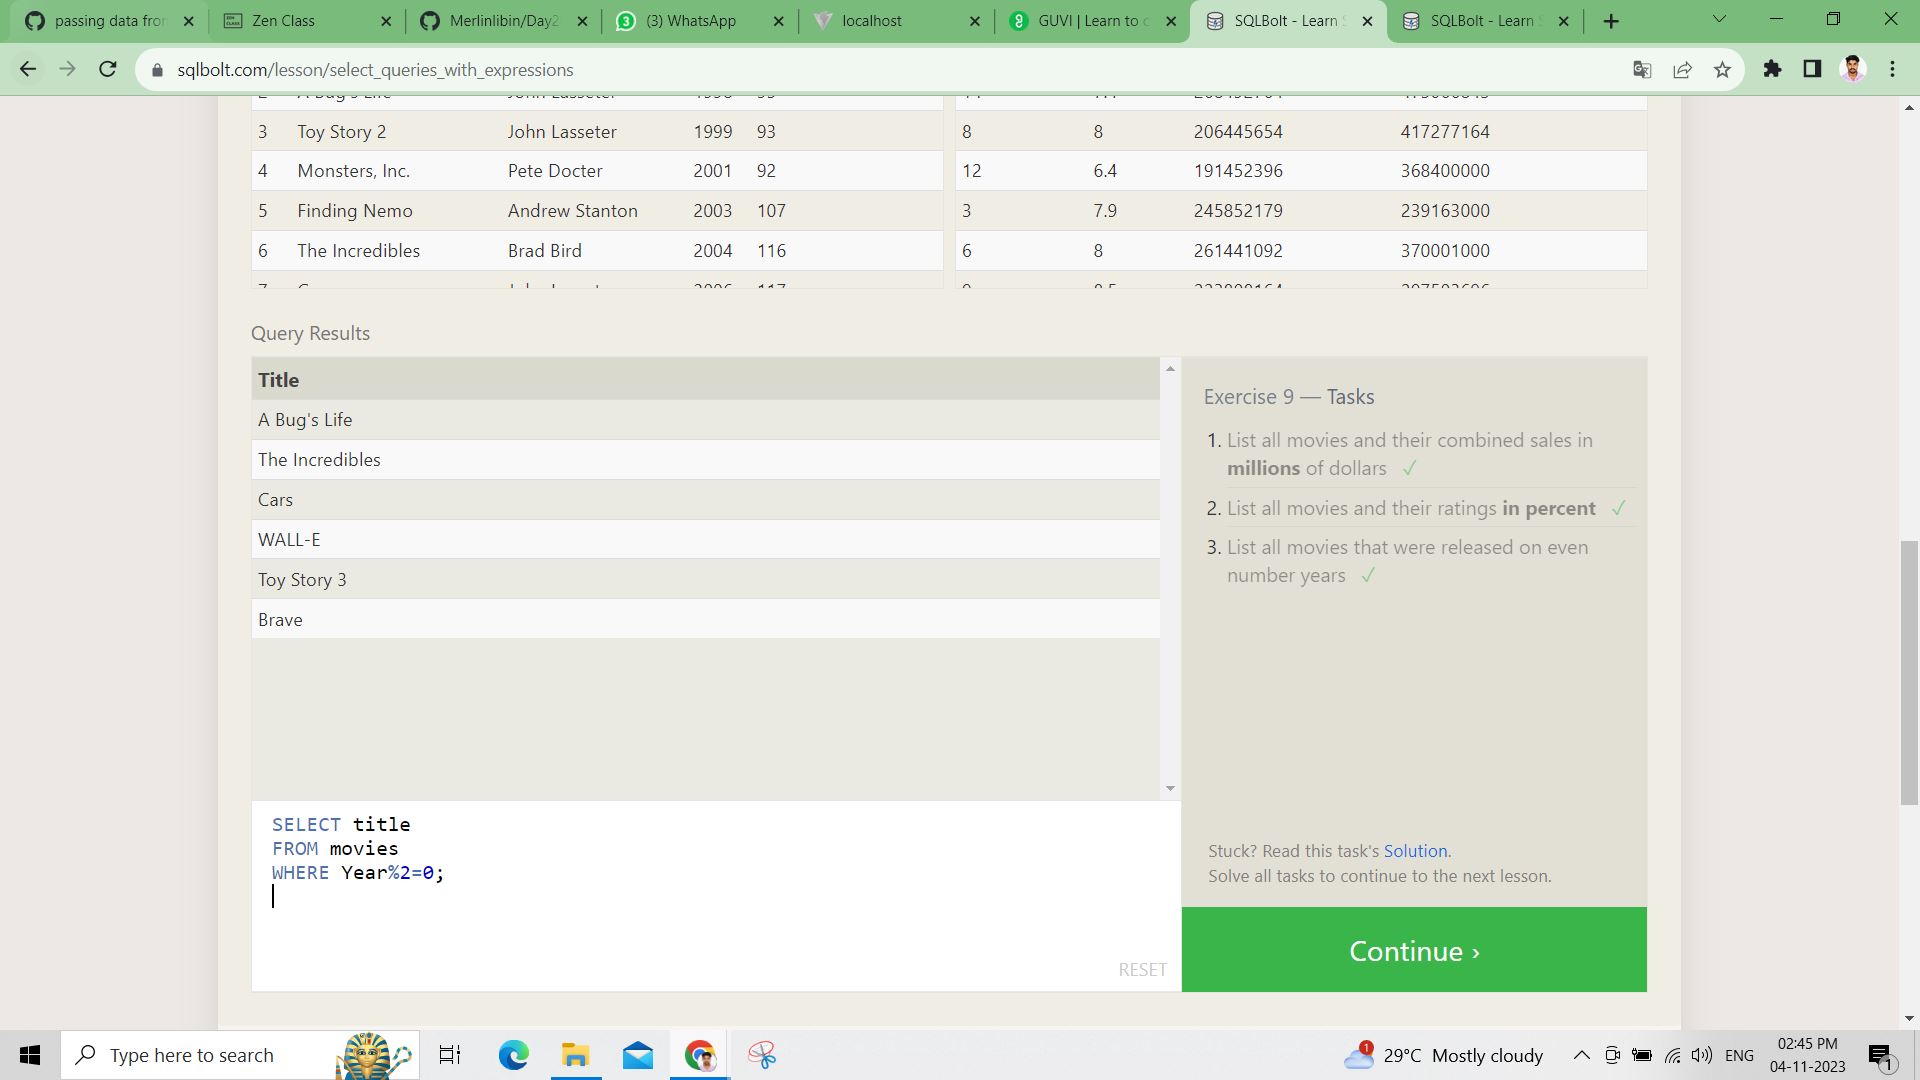 passing data from
Zen Class
Merlinlibin/Day2
(3) WhatsApp
localhost
GUVI | Learn to c
SQLBolt - Learn S
SQLBolt - Learn S
sqlbolt.com/lesson/select_queries_with_expressions
3 Toy Story 2 John Lasseter 1999 93 8 8 206445654 417277164
4 Monsters, Inc. Pete Docter 2001 92 12 6.4 191452396 368400000
5 Finding Nemo Andrew Stanton 2003 107 3 7.9 245852179 239163000
6 The Incredibles Brad Bird 2004 116 6 8 261441092 370001000
Query Results
Title
A Bug's Life
The Incredibles
Cars
WALL-E
Toy Story 3
Brave
Exercise 9 — Tasks
1. List all movies and their combined sales in
millions of dollars ✓
2. List all movies and their ratings in percent ✓
3. List all movies that were released on even
number years ✓
SELECT title
FROM movies
WHERE Year%2=0;
RESET
Stuck? Read this task's Solution.
Solve all tasks to continue to the next lesson.
Continue ›
Type here to search
1
29°C Mostly cloudy
ENG
02:45 PM
04-11-2023
1